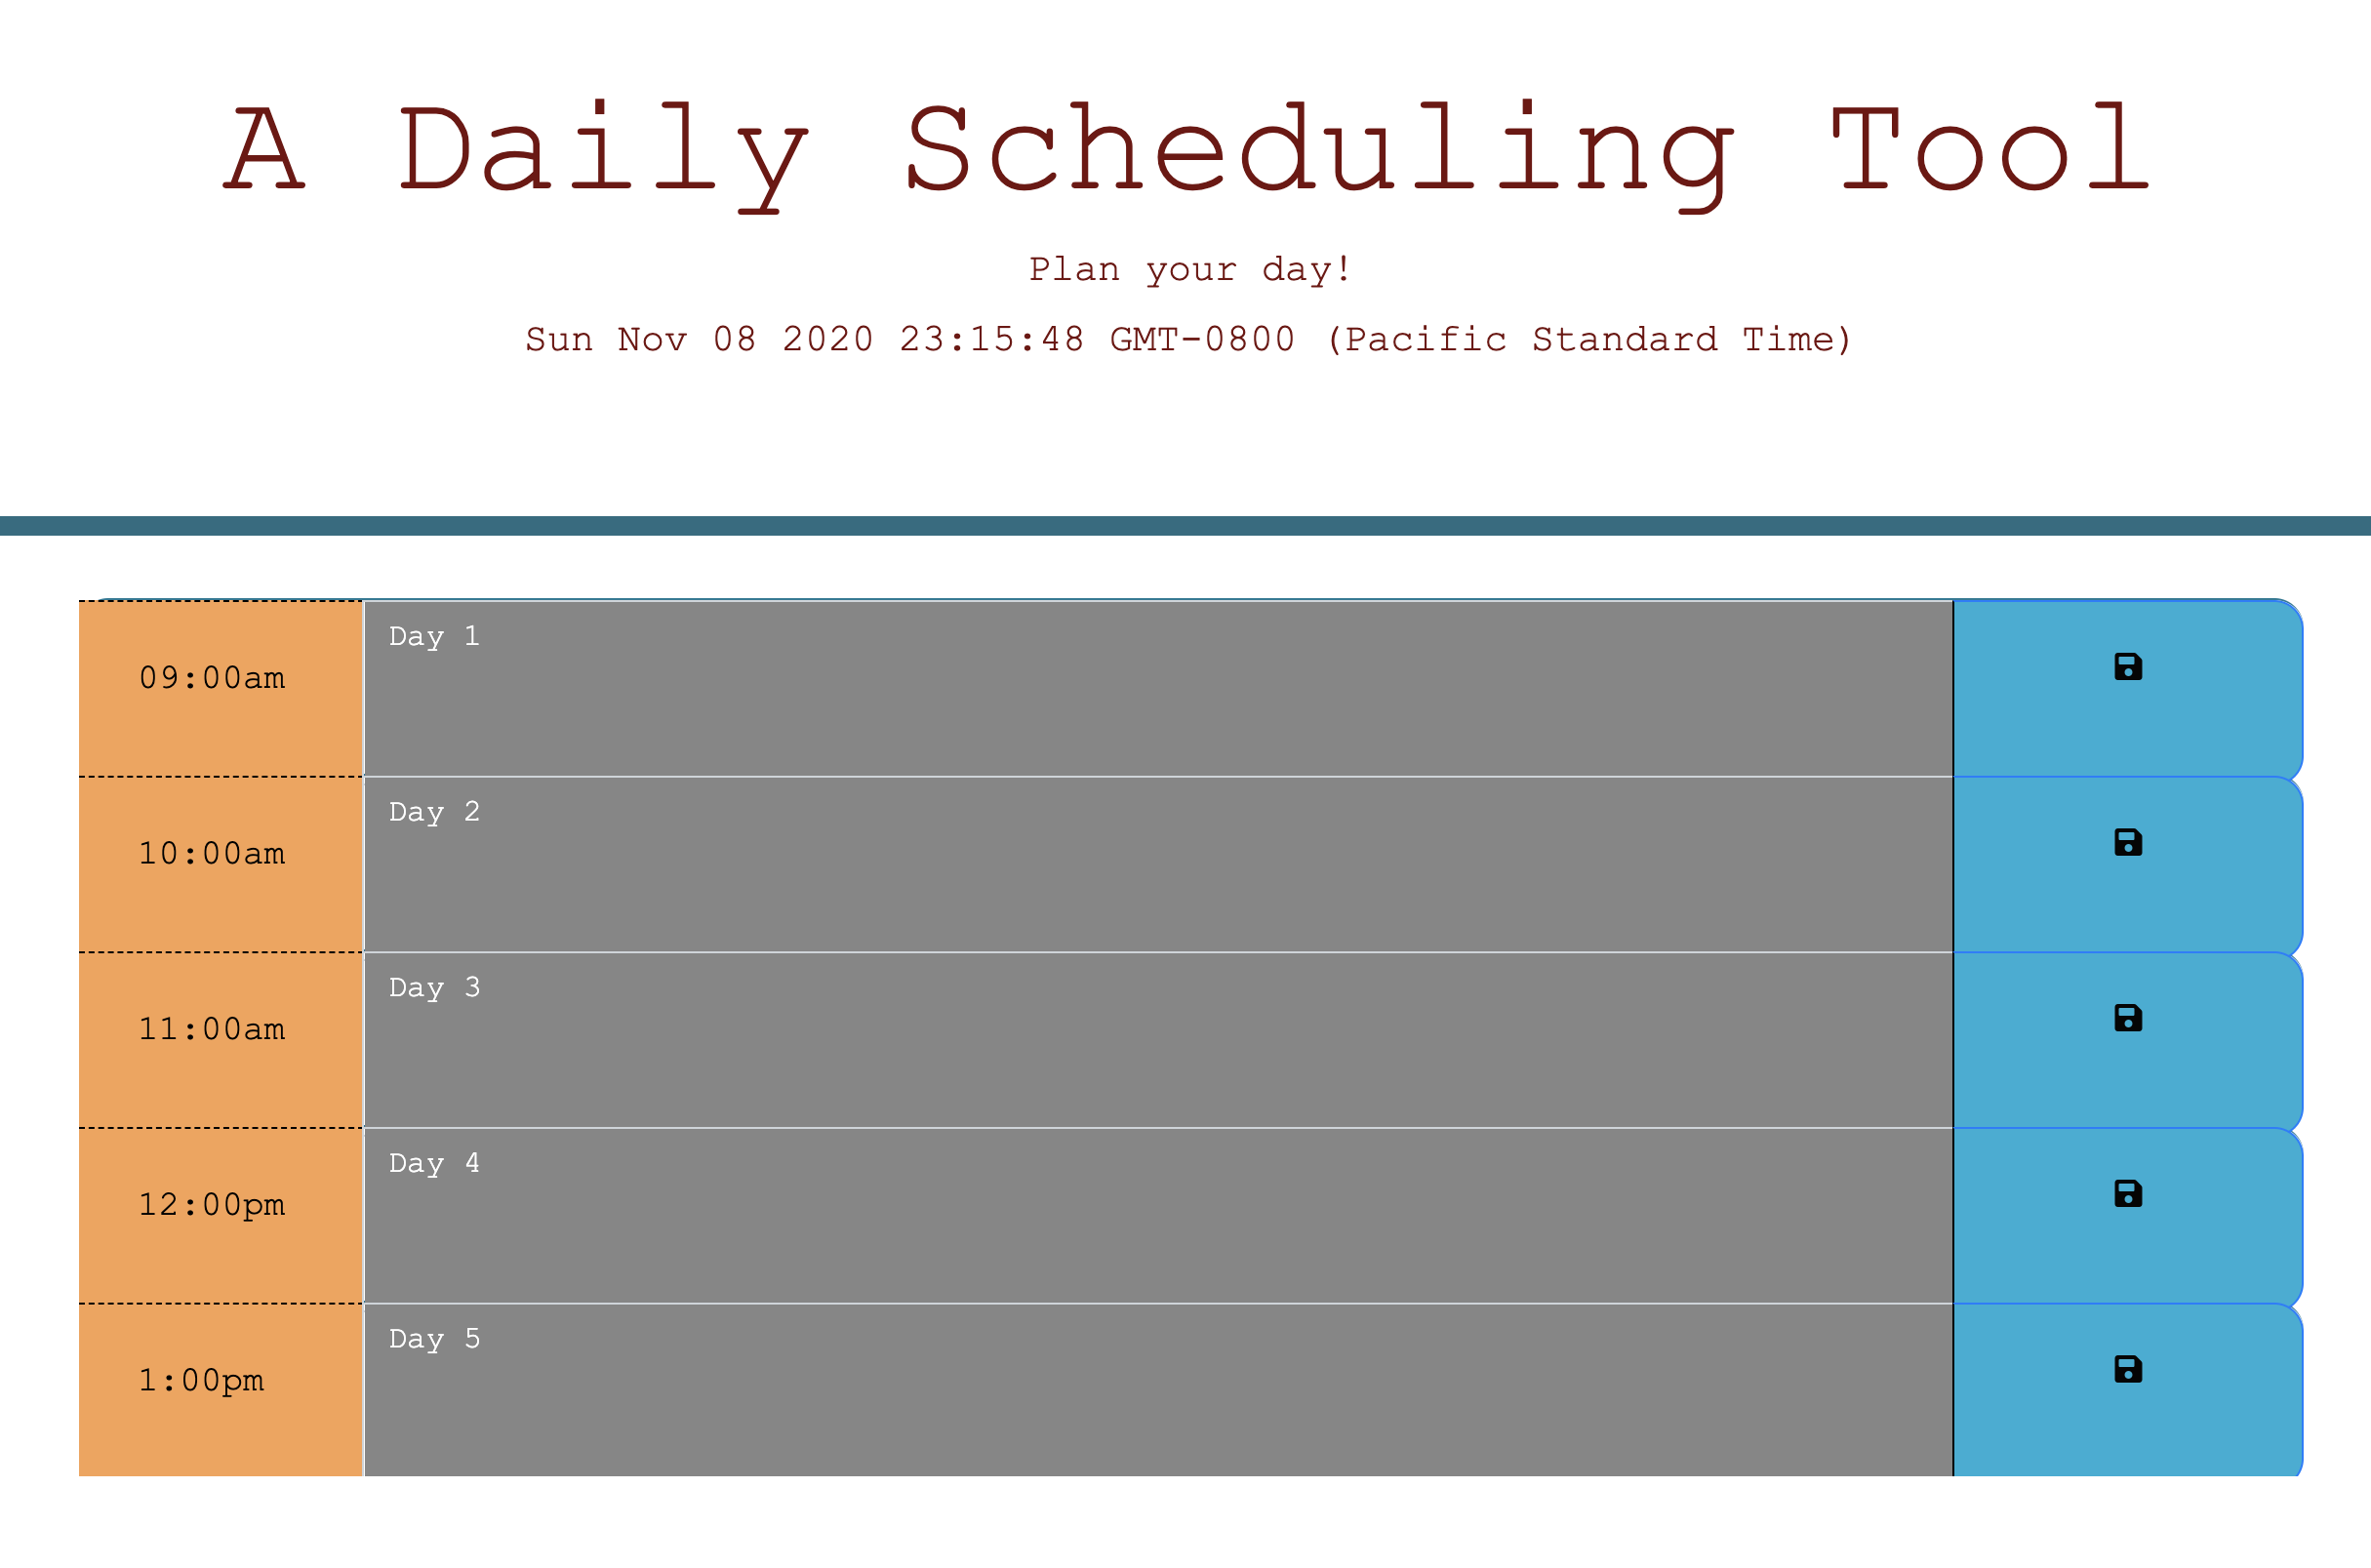 A Daily Scheduling Tool
Plan your day!
Sun Nov 08 2020 23:15:48 GMT-0800 (Pacific Standard Time)
09:00am
Day 1
10:00am
Day 2
11:00am
Day 3
12:00pm
Day 4
1:00pm
Day 5